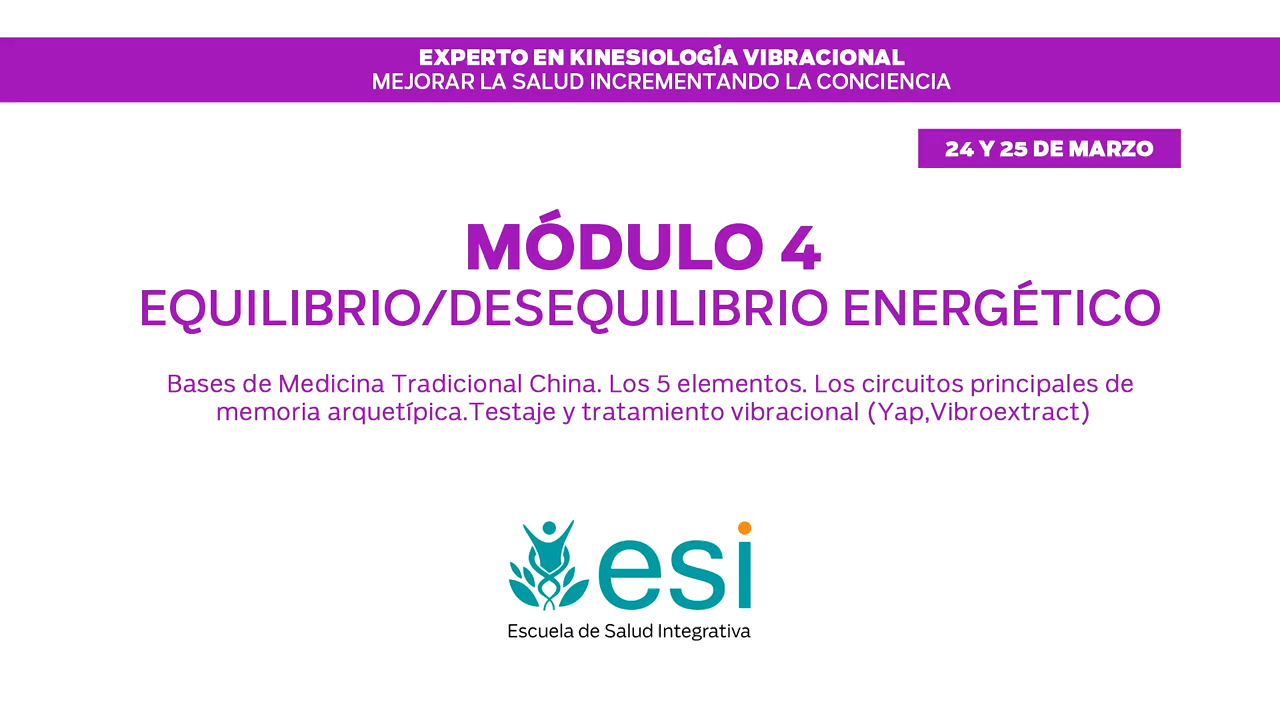 EXPERTO EN KINESIOLOGÍA VIBRACIONAL
MEJORAR LA SALUD INCREMENTANDO LA CONCIENCIA
24 Y 25 DE MARZO
MÓDULO 4
EQUILIBRIO/DESEQUILIBRIO ENERGÉTICO
Bases de Medicina Tradicional China. Los 5 elementos. Los circuitos principales de
memoria arquetípica.Testaje y tratamiento vibracional (Yap,Vibroextract)
esi
Escuela de Salud Integrativa